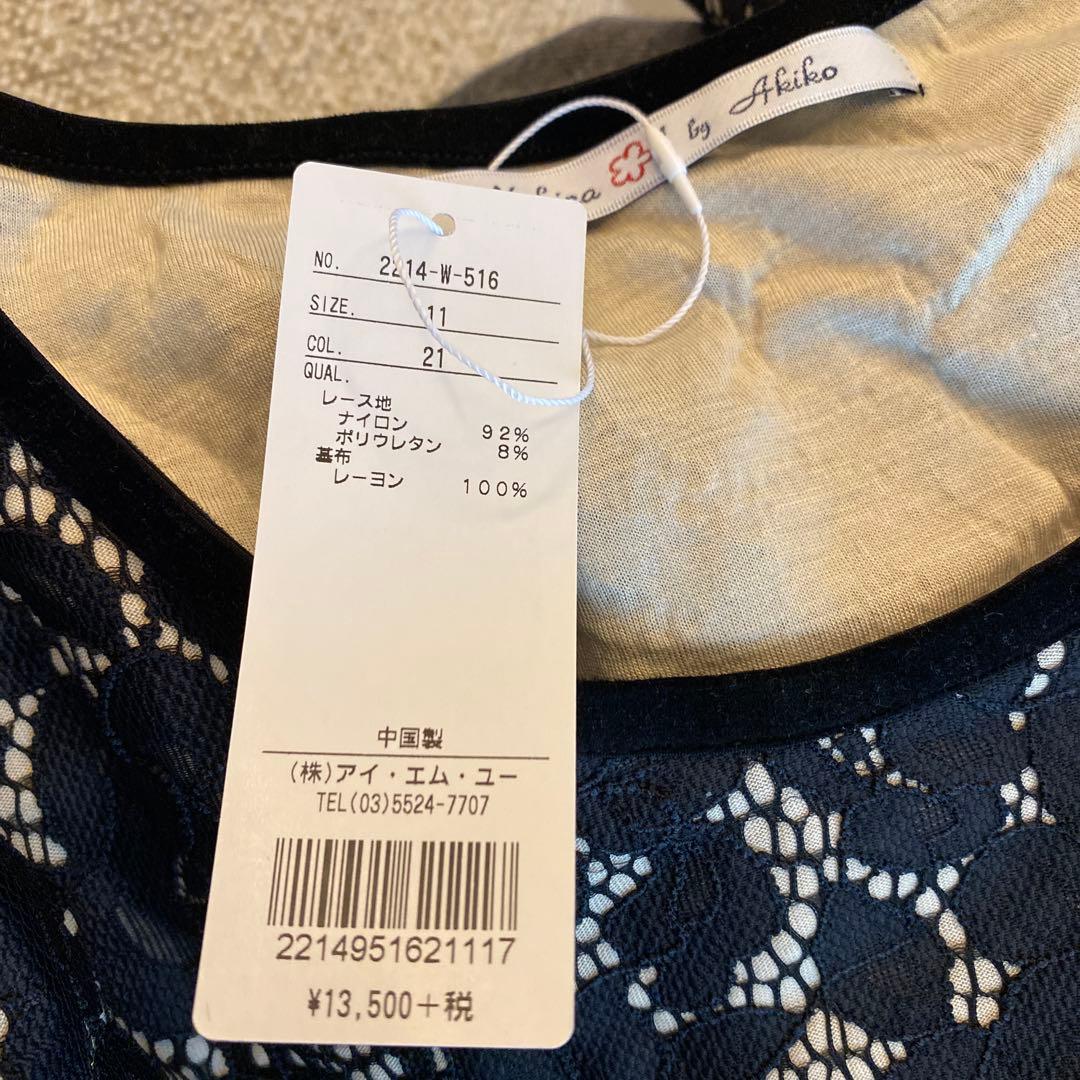 by Akiko
NO. 2214-W-516
SIZE. 11
COL. 21
QUAL.
レース地
ナイロン 92%
ポリウレタン 8%
基布
レーヨン 100%
中国製
(株)アイ・エム・ユー
TEL(03)5524-7707
2214951621117
¥13,500+税